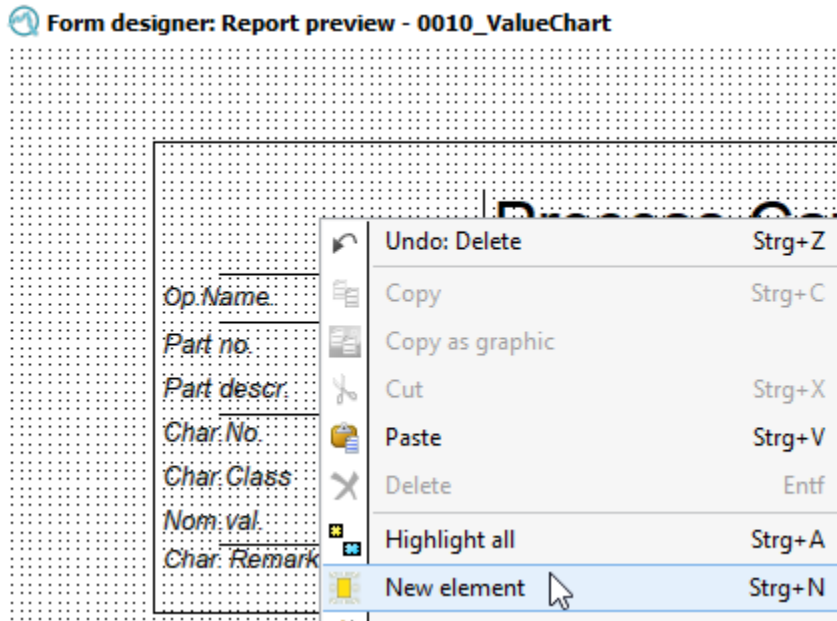 Form designer: Report preview - 0010_ValueChart
Process
Undo: Delete Strg+Z
Op.Name
Copy Strg+C
Part no.
Copy as graphic
Part descr.
Cut Strg+X
Char.No.
Paste Strg+V
Char.Class
Delete Entf
Nom.val.
Highlight all Strg+A
Char. Remark
New element Strg+N